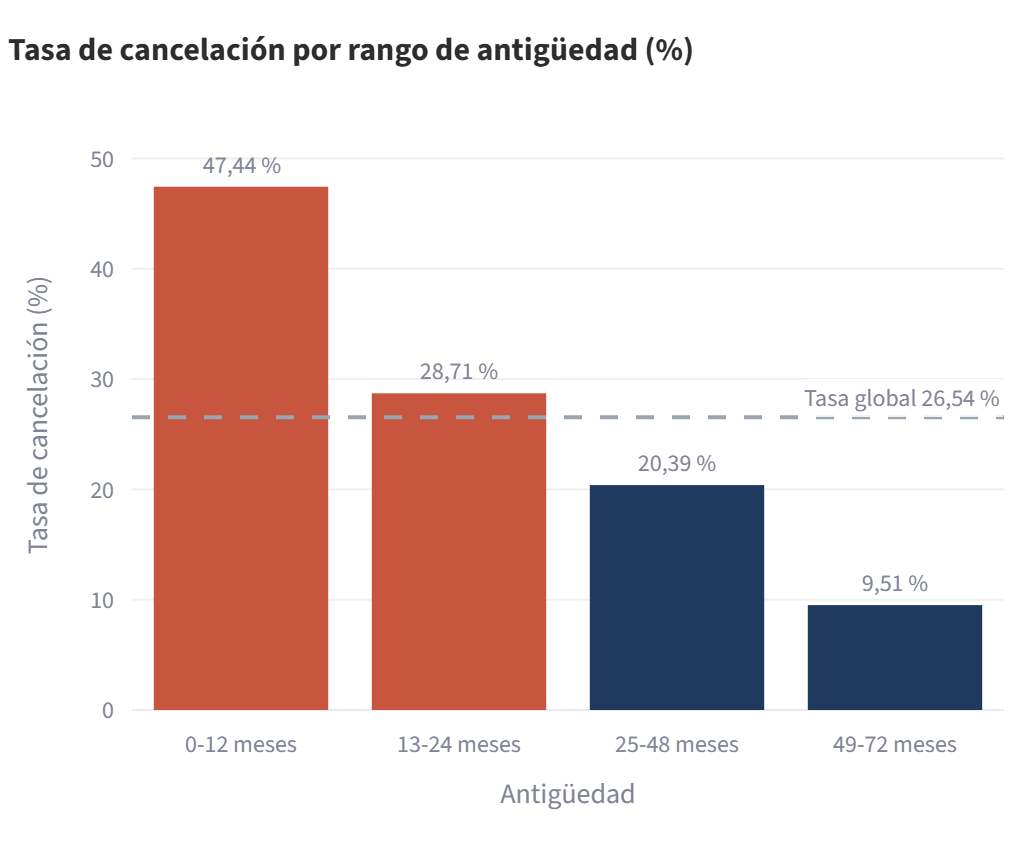 Tasa de cancelación por rango de antigüedad (%)
50
40
30
20
10
0
Tasa de cancelación (%)
47,44 %
28,71 %
20,39 %
9,51 %
Tasa global 26,54 %
0-12 meses
13-24 meses
25-48 meses
49-72 meses
Antigüedad